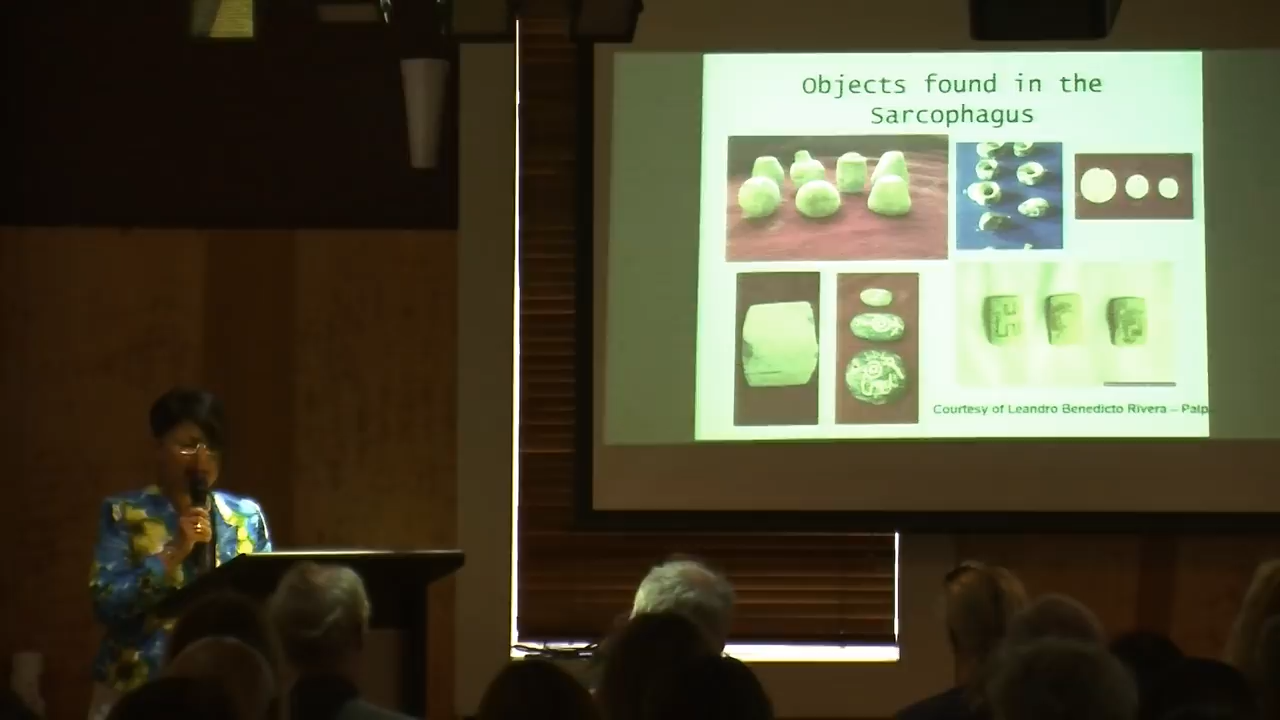 Objects found in the
Sarcophagus
Courtesy of Leandro Benedicto Rivera – Palp